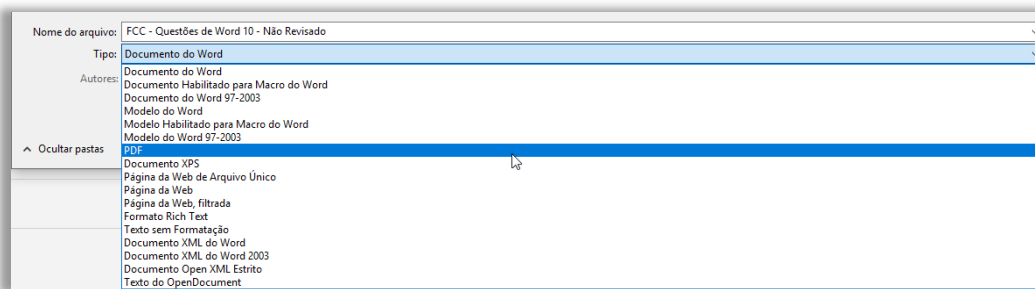 Nome do arquivo: FCC - Questões de Word 10 - Não Revisado
Tipo: Documento do Word
Autores:
Documento do Word
Documento Habilitado para Macro do Word
Documento do Word 97-2003
Modelo do Word
Modelo Habilitado para Macro do Word
Modelo do Word 97-2003
Ocultar pastas
PDF
Documento XPS
Página da Web de Arquivo Único
Página da Web
Página da Web, filtrada
Formato Rich Text
Texto sem Formatação
Documento XML do Word
Documento XML do Word 2003
Documento Open XML Estrito
Texto do OpenDocument